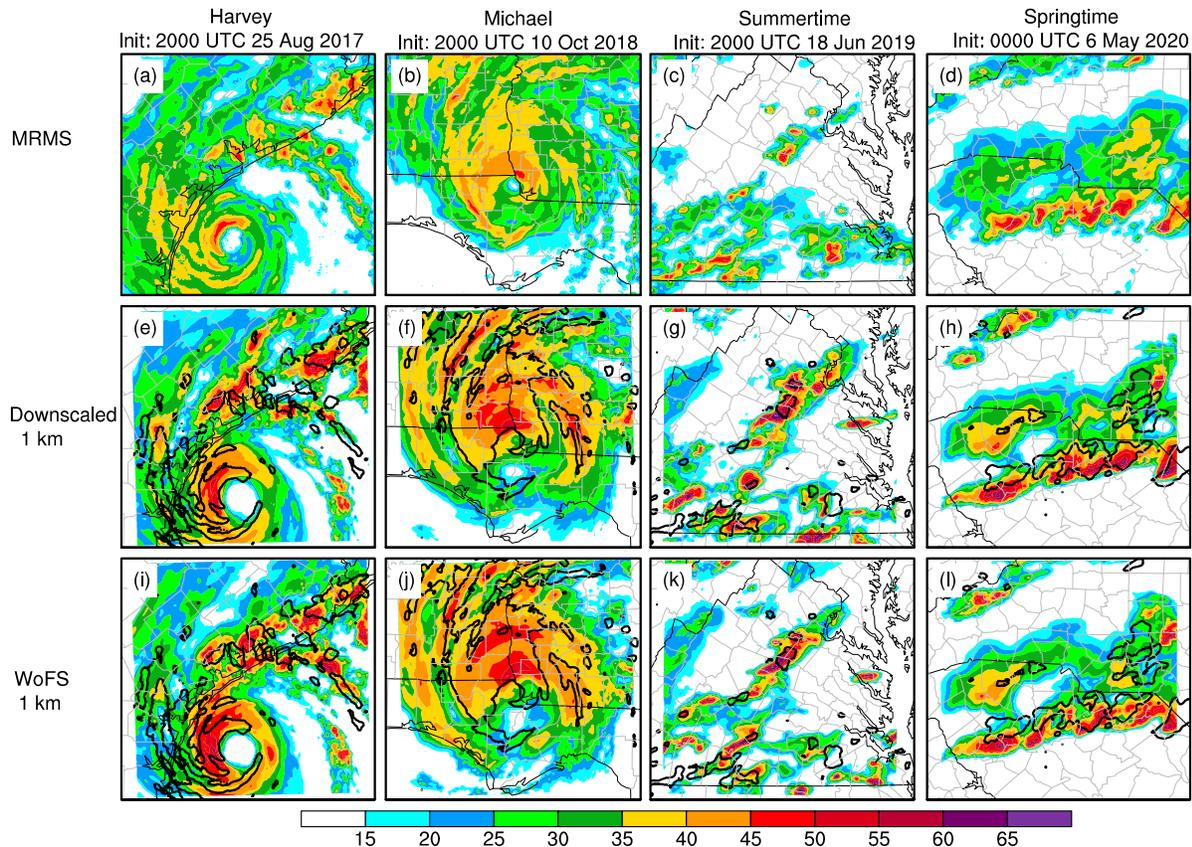 Harvey Michael Summertime Springtime
Init: 2000 UTC 25 Aug 2017 Init: 2000 UTC 10 Oct 2018 Init: 2000 UTC 18 Jun 2019 Init: 0000 UTC 6 May 2020
(a) (b) (c) (d)
MRMS
(e) (f) (g) (h)
Downscaled
1 km
(i) (j) (k) (l)
WoFS
1 km
15 20 25 30 35 40 45 50 55 60 65